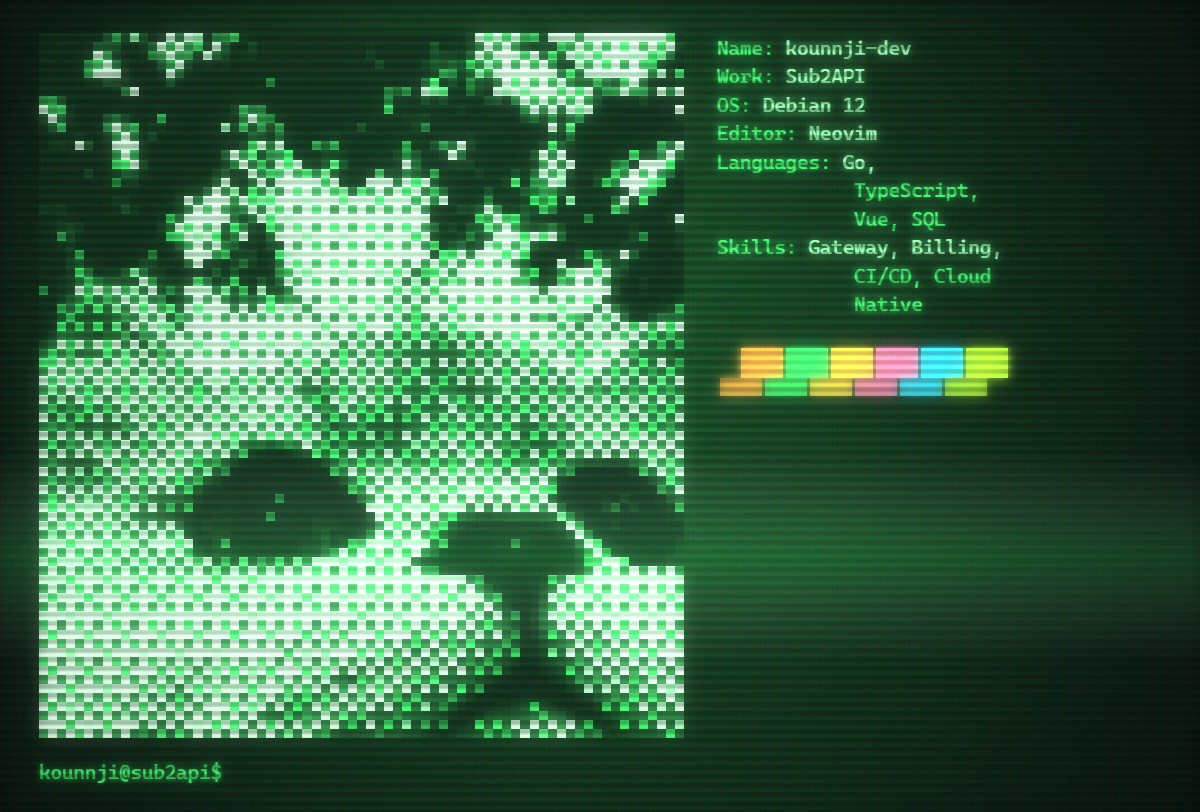 Name: kounnji-dev
Work: Sub2API
OS: Debian 12
Editor: Neovim
Languages: Go,
TypeScript,
Vue, SQL
Skills: Gateway, Billing,
CI/CD, Cloud
Native
kounnji@sub2api$